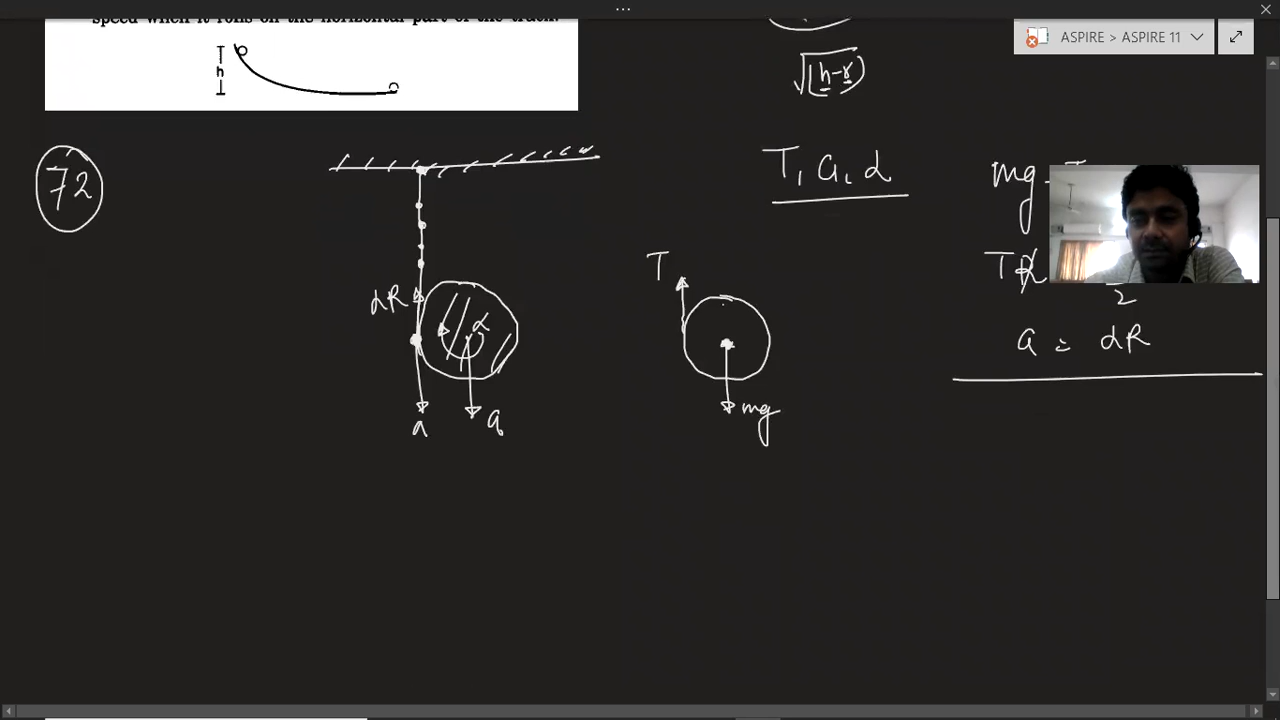 speed when it rolls on the horizontal part of the track.
h
√(h-r)
ASPIRE > ASPIRE 11
72
T, a, α
mg -
T
TR
2
αR
α
a = αR
a
a
mg